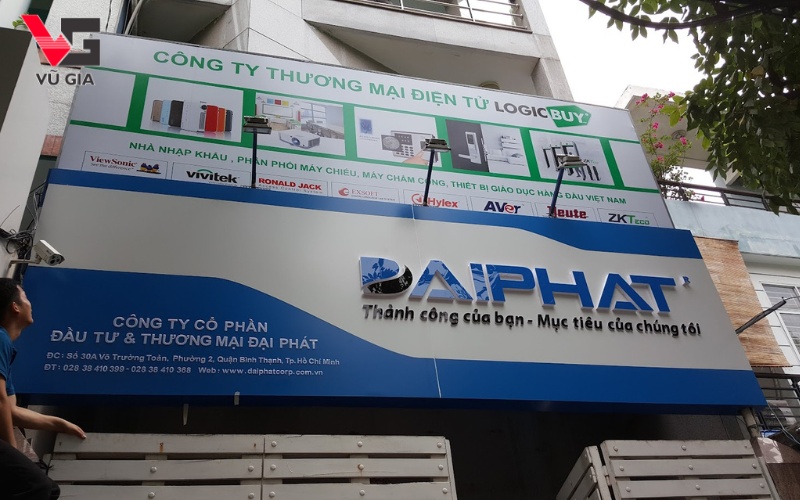 VG
VŨ GIA
CÔNG TY THƯƠNG MẠI ĐIỆN TỬ LOGICBUY
NHÀ NHẬP KHẨU , PHÂN PHỐI MÁY CHIẾU, MÁY CHẤM CÔNG, THIẾT BỊ GIÁO DỤC HÀNG ĐẦU VIỆT NAM
ViewSonic vivitek RONALD JACK Hylex AVer Beute ZKTeco
DAIPHAT
Thành công của bạn - Mục tiêu của chúng tôi
CÔNG TY CỔ PHẦN
ĐẦU TƯ & THƯƠNG MẠI ĐẠI PHÁT
ĐC : Số 30A Võ Trường Toản, Phường 2, Quận Bình Thạnh, Tp. Hồ Chí Minh
ĐT : 028 38 410 399 - 028 38 410 368 Web : www.daiphatcorp.com.vn